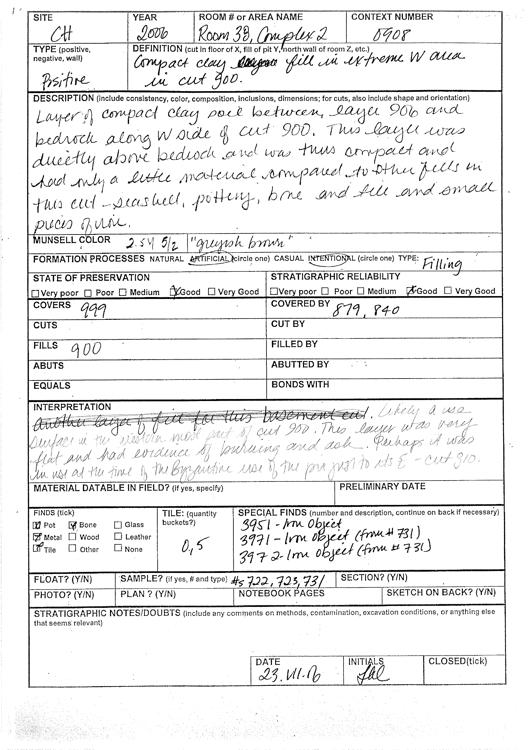 SITE YEAR ROOM # or AREA NAME CONTEXT NUMBER
CH 2006 Room 3B, Complex 2 0908
TYPE (positive, negative, wall) DEFINITION (cut in floor of X, fill of pit Y, north wall of room Z, etc.)
Positive Compact clay fill in extreme W area
in cut 900.
DESCRIPTION (include consistency, color, composition, inclusions, dimensions; for cuts, also include shape and orientation)
Layer of compact clay soil between layer 906 and
bedrock along W side of cut 900. This layer was
directly above bedrock and was thus compact and
had only a little material compared to other fills in
this cut - seashell, pottery, bone and tile and small
pieces of iron.
MUNSELL COLOR 2.5Y 5/2 "greyish brown"
FORMATION PROCESSES NATURAL ARTIFICIAL (circle one) CASUAL INTENTIONAL (circle one) TYPE: Filling
STATE OF PRESERVATION STRATIGRAPHIC RELIABILITY
Very poor Poor Medium Good Very Good Very poor Poor Medium Good Very Good
COVERS 999 COVERED BY 879, 840
CUTS CUT BY
FILLS 900 FILLED BY
ABUTS ABUTTED BY
EQUALS BONDS WITH
INTERPRETATION
Another layer of fill for this basement cut. Likely a use
surface in the western most part of cut 900. This layer was very
flat and had evidence of burning and ash. Perhaps it was
in use at the time of the Byzantine use of the just to its E - cut 910.
MATERIAL DATABLE IN FIELD? (if yes, specify) PRELIMINARY DATE
FINDS (tick) TILE: (quantity buckets?) SPECIAL FINDS (number and description, continue on back if necessary)
Pot Bone Glass 3951 - Iron Object
Metal Wood Leather 0,5 3971 - Iron Object (from # 731)
Tile Other None 3972 - Iron object (from # 731)
FLOAT? (Y/N) SAMPLE? (if yes, # and type) #s 722, 723, 731 SECTION? (Y/N)
PHOTO? (Y/N) PLAN ? (Y/N) NOTEBOOK PAGES SKETCH ON BACK? (Y/N)
STRATIGRAPHIC NOTES/DOUBTS (include any comments on methods, contamination, excavation conditions, or anything else
that seems relevant)
DATE INITIALS CLOSED(tick)
23.VII.06